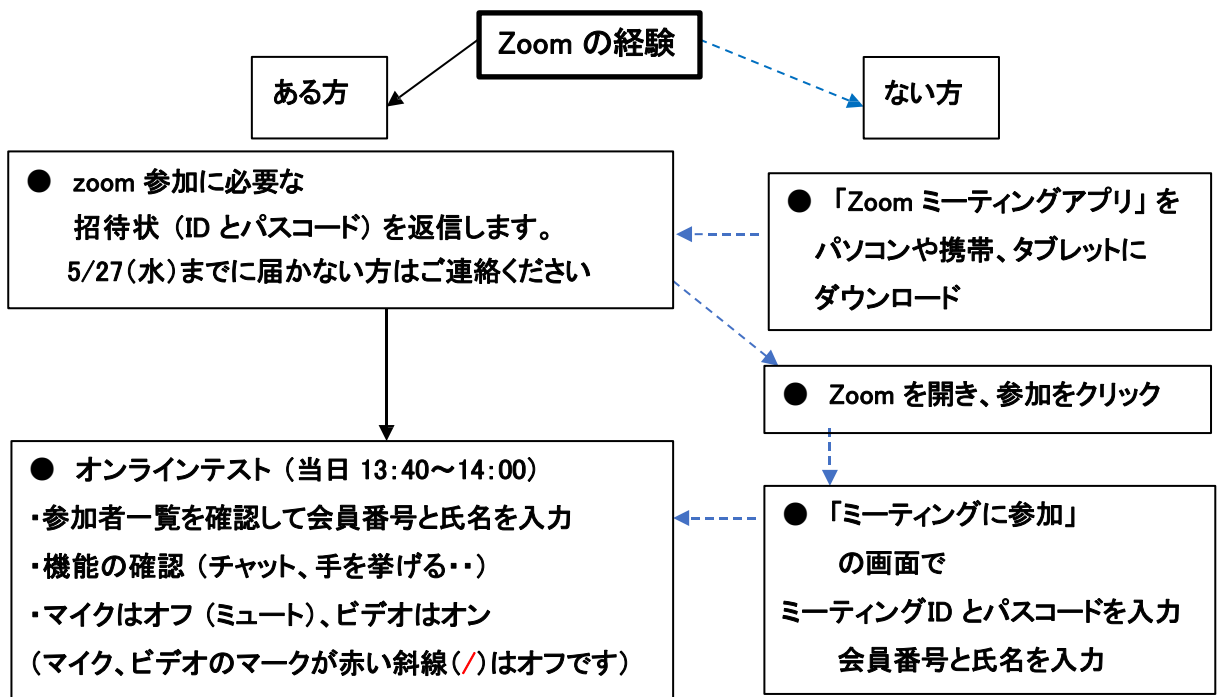 Zoom の経験
ある方
ない方
● zoom 参加に必要な
招待状 (ID とパスコード) を返信します。
5/27(水)までに届かない方はご連絡ください
● 「Zoom ミーティングアプリ」を
パソコンや携帯、タブレットに
ダウンロード
● Zoom を開き、参加をクリック
● オンラインテスト (当日 13:40～14:00)
・参加者一覧を確認して会員番号と氏名を入力
・機能の確認 (チャット、手を挙げる・・)
・マイクはオフ (ミュート)、ビデオはオン
(マイク、ビデオのマークが赤い斜線(/)はオフです)
● 「ミーティングに参加」
の画面で
ミーティングID とパスコードを入力
会員番号と氏名を入力